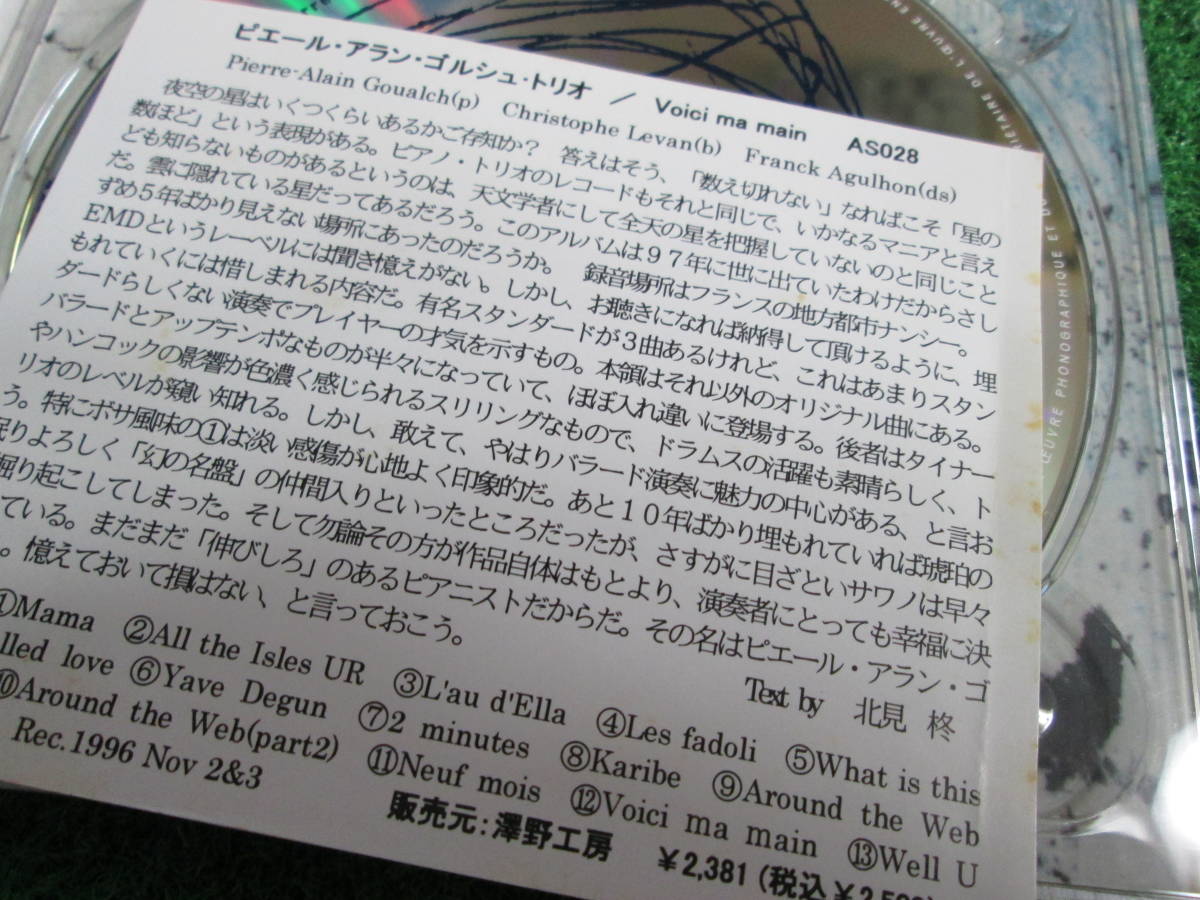 ピエール・アラン・ゴルシュ・トリオ / Voici ma main AS028
Pierre-Alain Goualch(p) Christophe Levan(b) Franck Agulhon(ds)
夜空の星はいくつくらいあるかご存知か? 答えはそう、「数え切れない」なればこそ「星の
数ほど」という表現がある。ピアノ・トリオのレコードもそれと同じで、いかなるマニアと言え
ども知らないものがあるというのは、天文学者にして全天の星を把握していないのと同じこと
だ。雲に隠れている星だってあるだろう。このアルバムは97年に世に出ていたわけだからさし
ずめ5年ばかり見えない場所にあったのだろうか。 録音場所はフランスの地方都市ナンシー。
EMDというレーベルには聞き憶えがない。しかし、お聴きになれば納得して頂けるように、埋
もれていくには惜しまれる内容だ。有名スタンダードが3曲あるけれど、これはあまりスタン
ダードらしくない演奏でプレイヤーの才気を示すもの。本領はそれ以外のオリジナル曲にある。
バラードとアップテンポなものが半々になっていて、ほぼ入れ違いに登場する。後者はタイナー
やハンコックの影響が色濃く感じられるスリリングなもので、ドラムスの活躍も素晴らしく、ト
リオのレベルが窺い知れる。しかし、敢えて、やはりバラード演奏に魅力の中心がある、と言お
う。特にボサ風味の①は淡い感傷が心地よく印象的だ。あと10年ばかり埋もれていれば琥珀の
眠りよろしく「幻の名盤」の仲間入りといったところだったが、さすがに目ざといサワノは早々
掘り起こしてしまった。そして勿論その方が作品自体はもとより、演奏者にとっても幸福に決
ている。まだまだ「伸びしろ」のあるピアニストだからだ。その名はピエール・アラン・ゴ
。憶えておいて損はない、と言っておこう。
Text by 北見 柊
①Mama ②All the Isles UR ③L'au d'Ella ④Les fadoli ⑤What is this
lled love ⑥Yave Degun ⑦2 minutes ⑧Karibe ⑨Around the Web
⑩Around the Web(part2) ⑪Neuf mois ⑫Voici ma main ⑬Well U
Rec.1996 Nov 2&3
販売元:澤野工房 ¥2,381(税込¥2,500)
ŒUVRE PHONOGRAPHIQUE ET DU
LÉTAIRE DE L'ŒUVRE EN